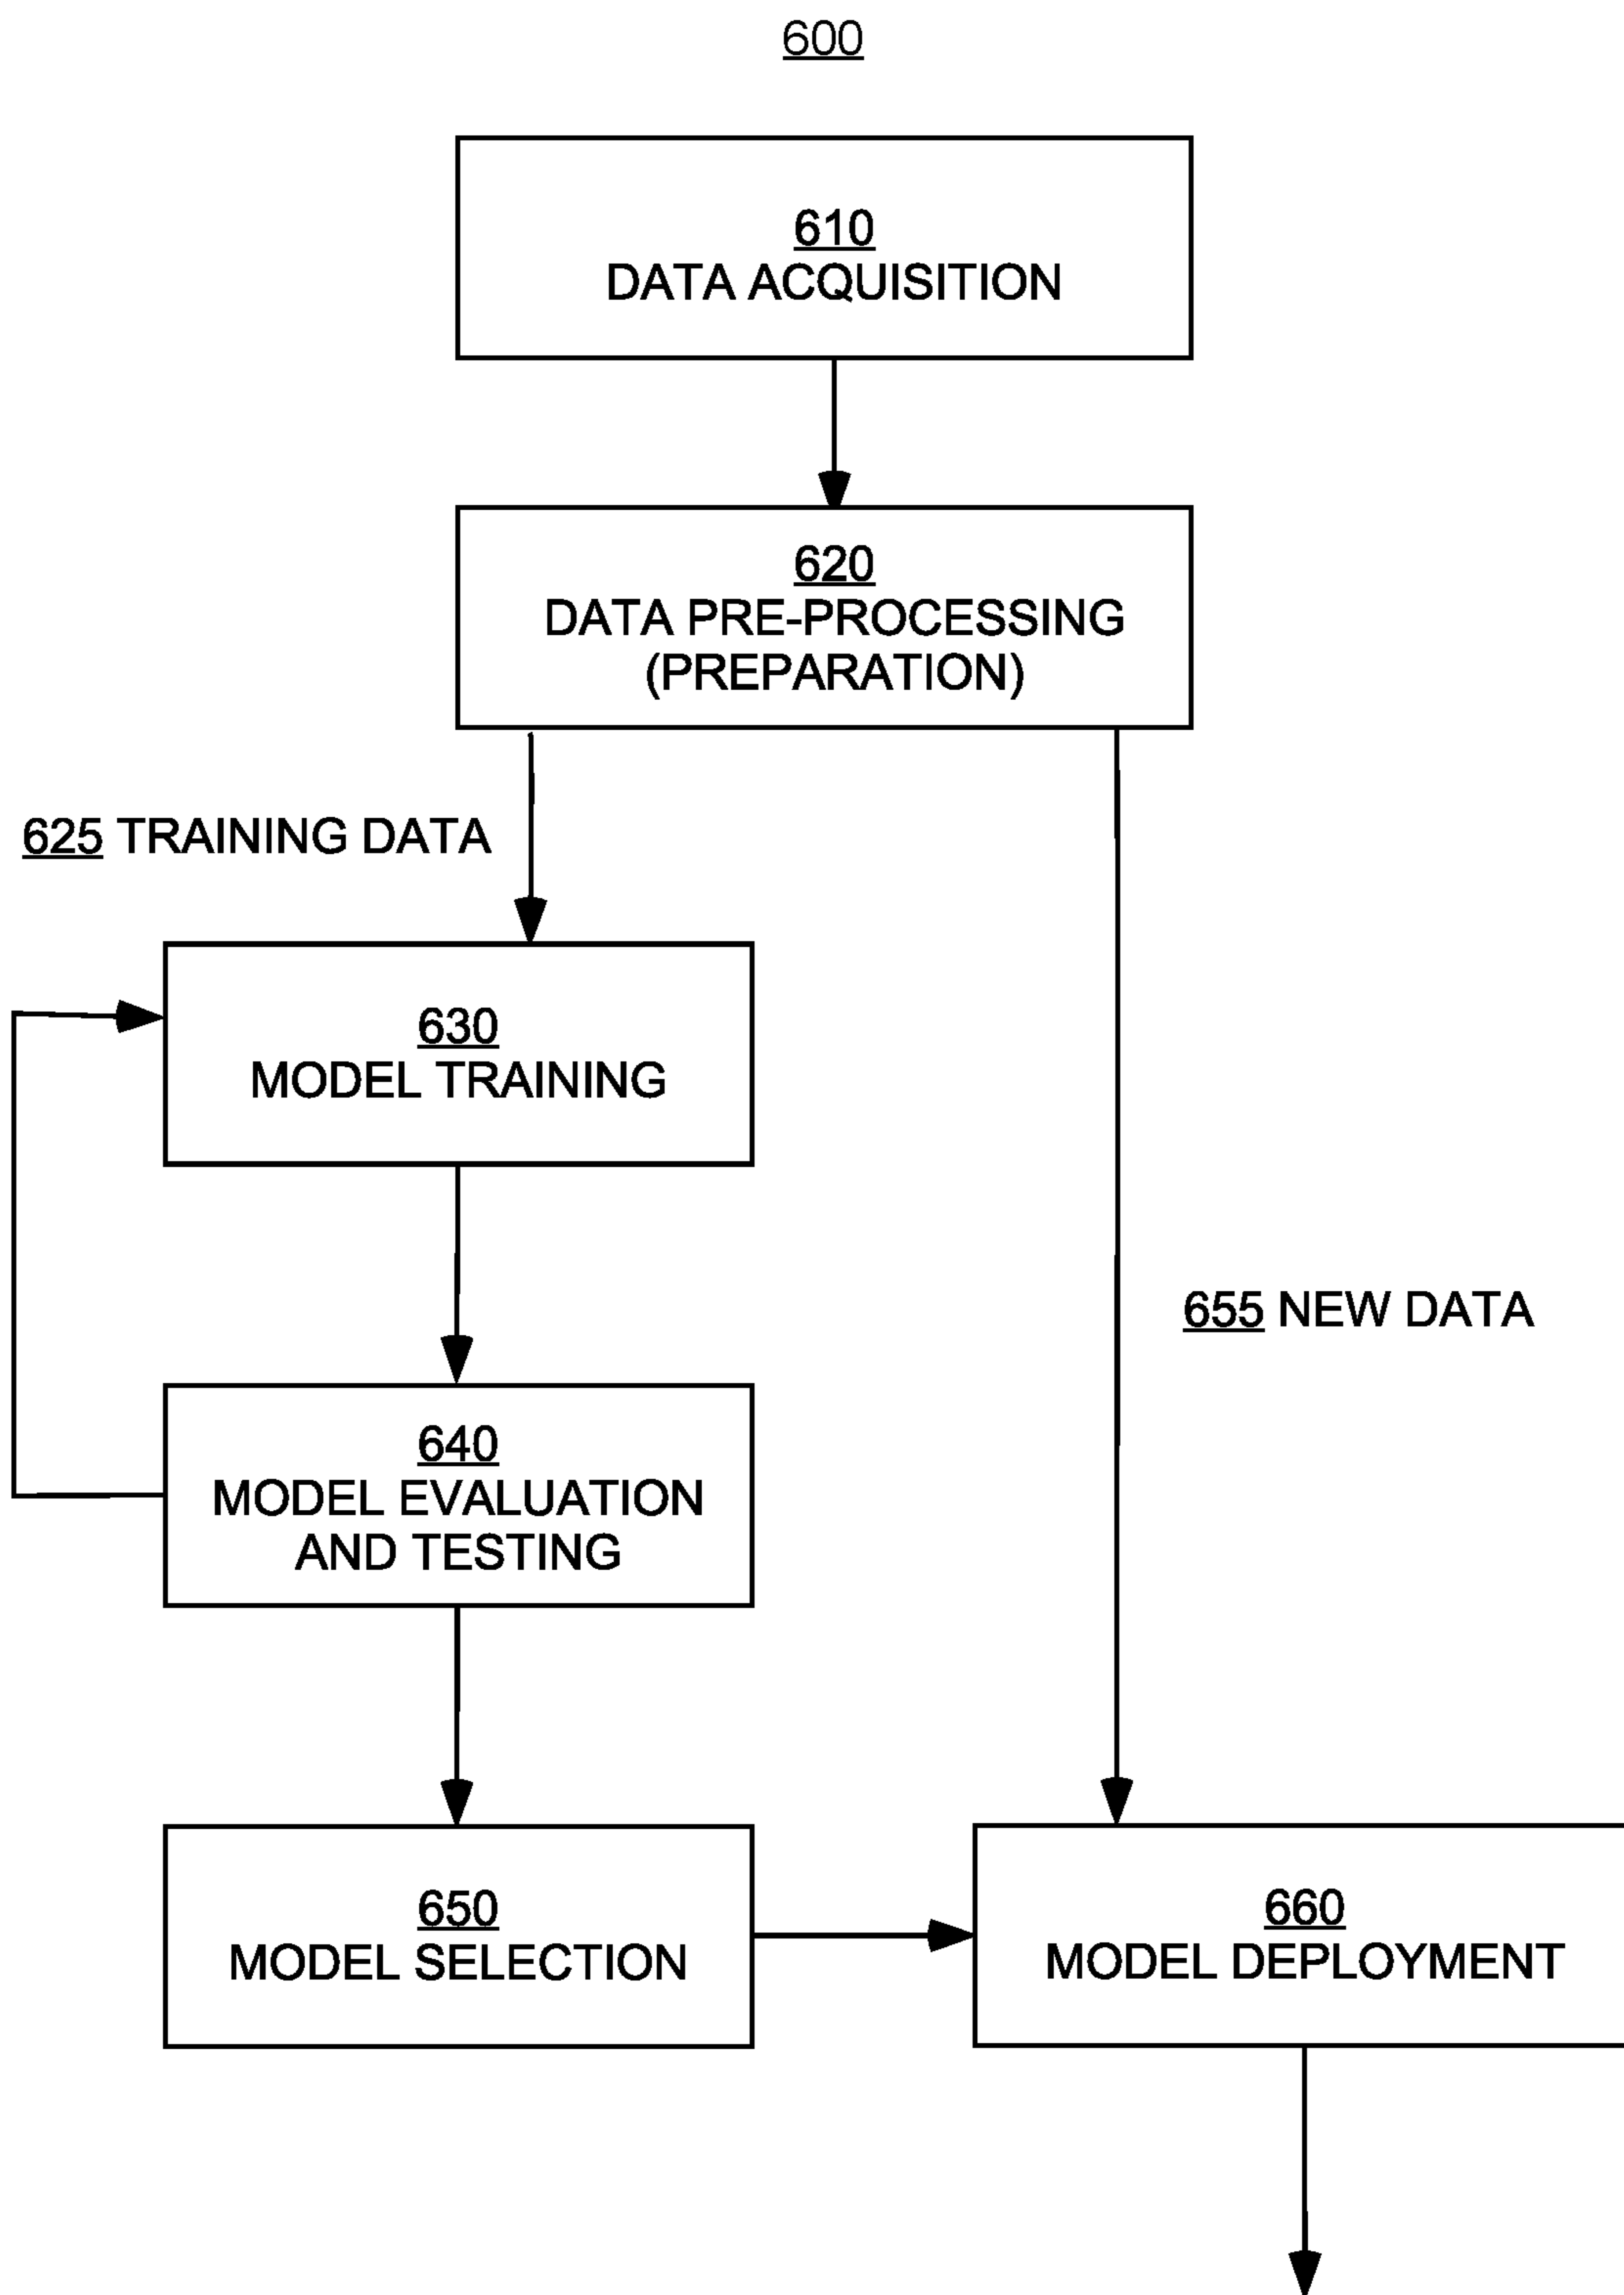 600
610
DATA ACQUISITION
620
DATA PRE-PROCESSING
(PREPARATION)
625 TRAINING DATA
630
MODEL TRAINING
655 NEW DATA
640
MODEL EVALUATION
AND TESTING
650
MODEL SELECTION
660
MODEL DEPLOYMENT